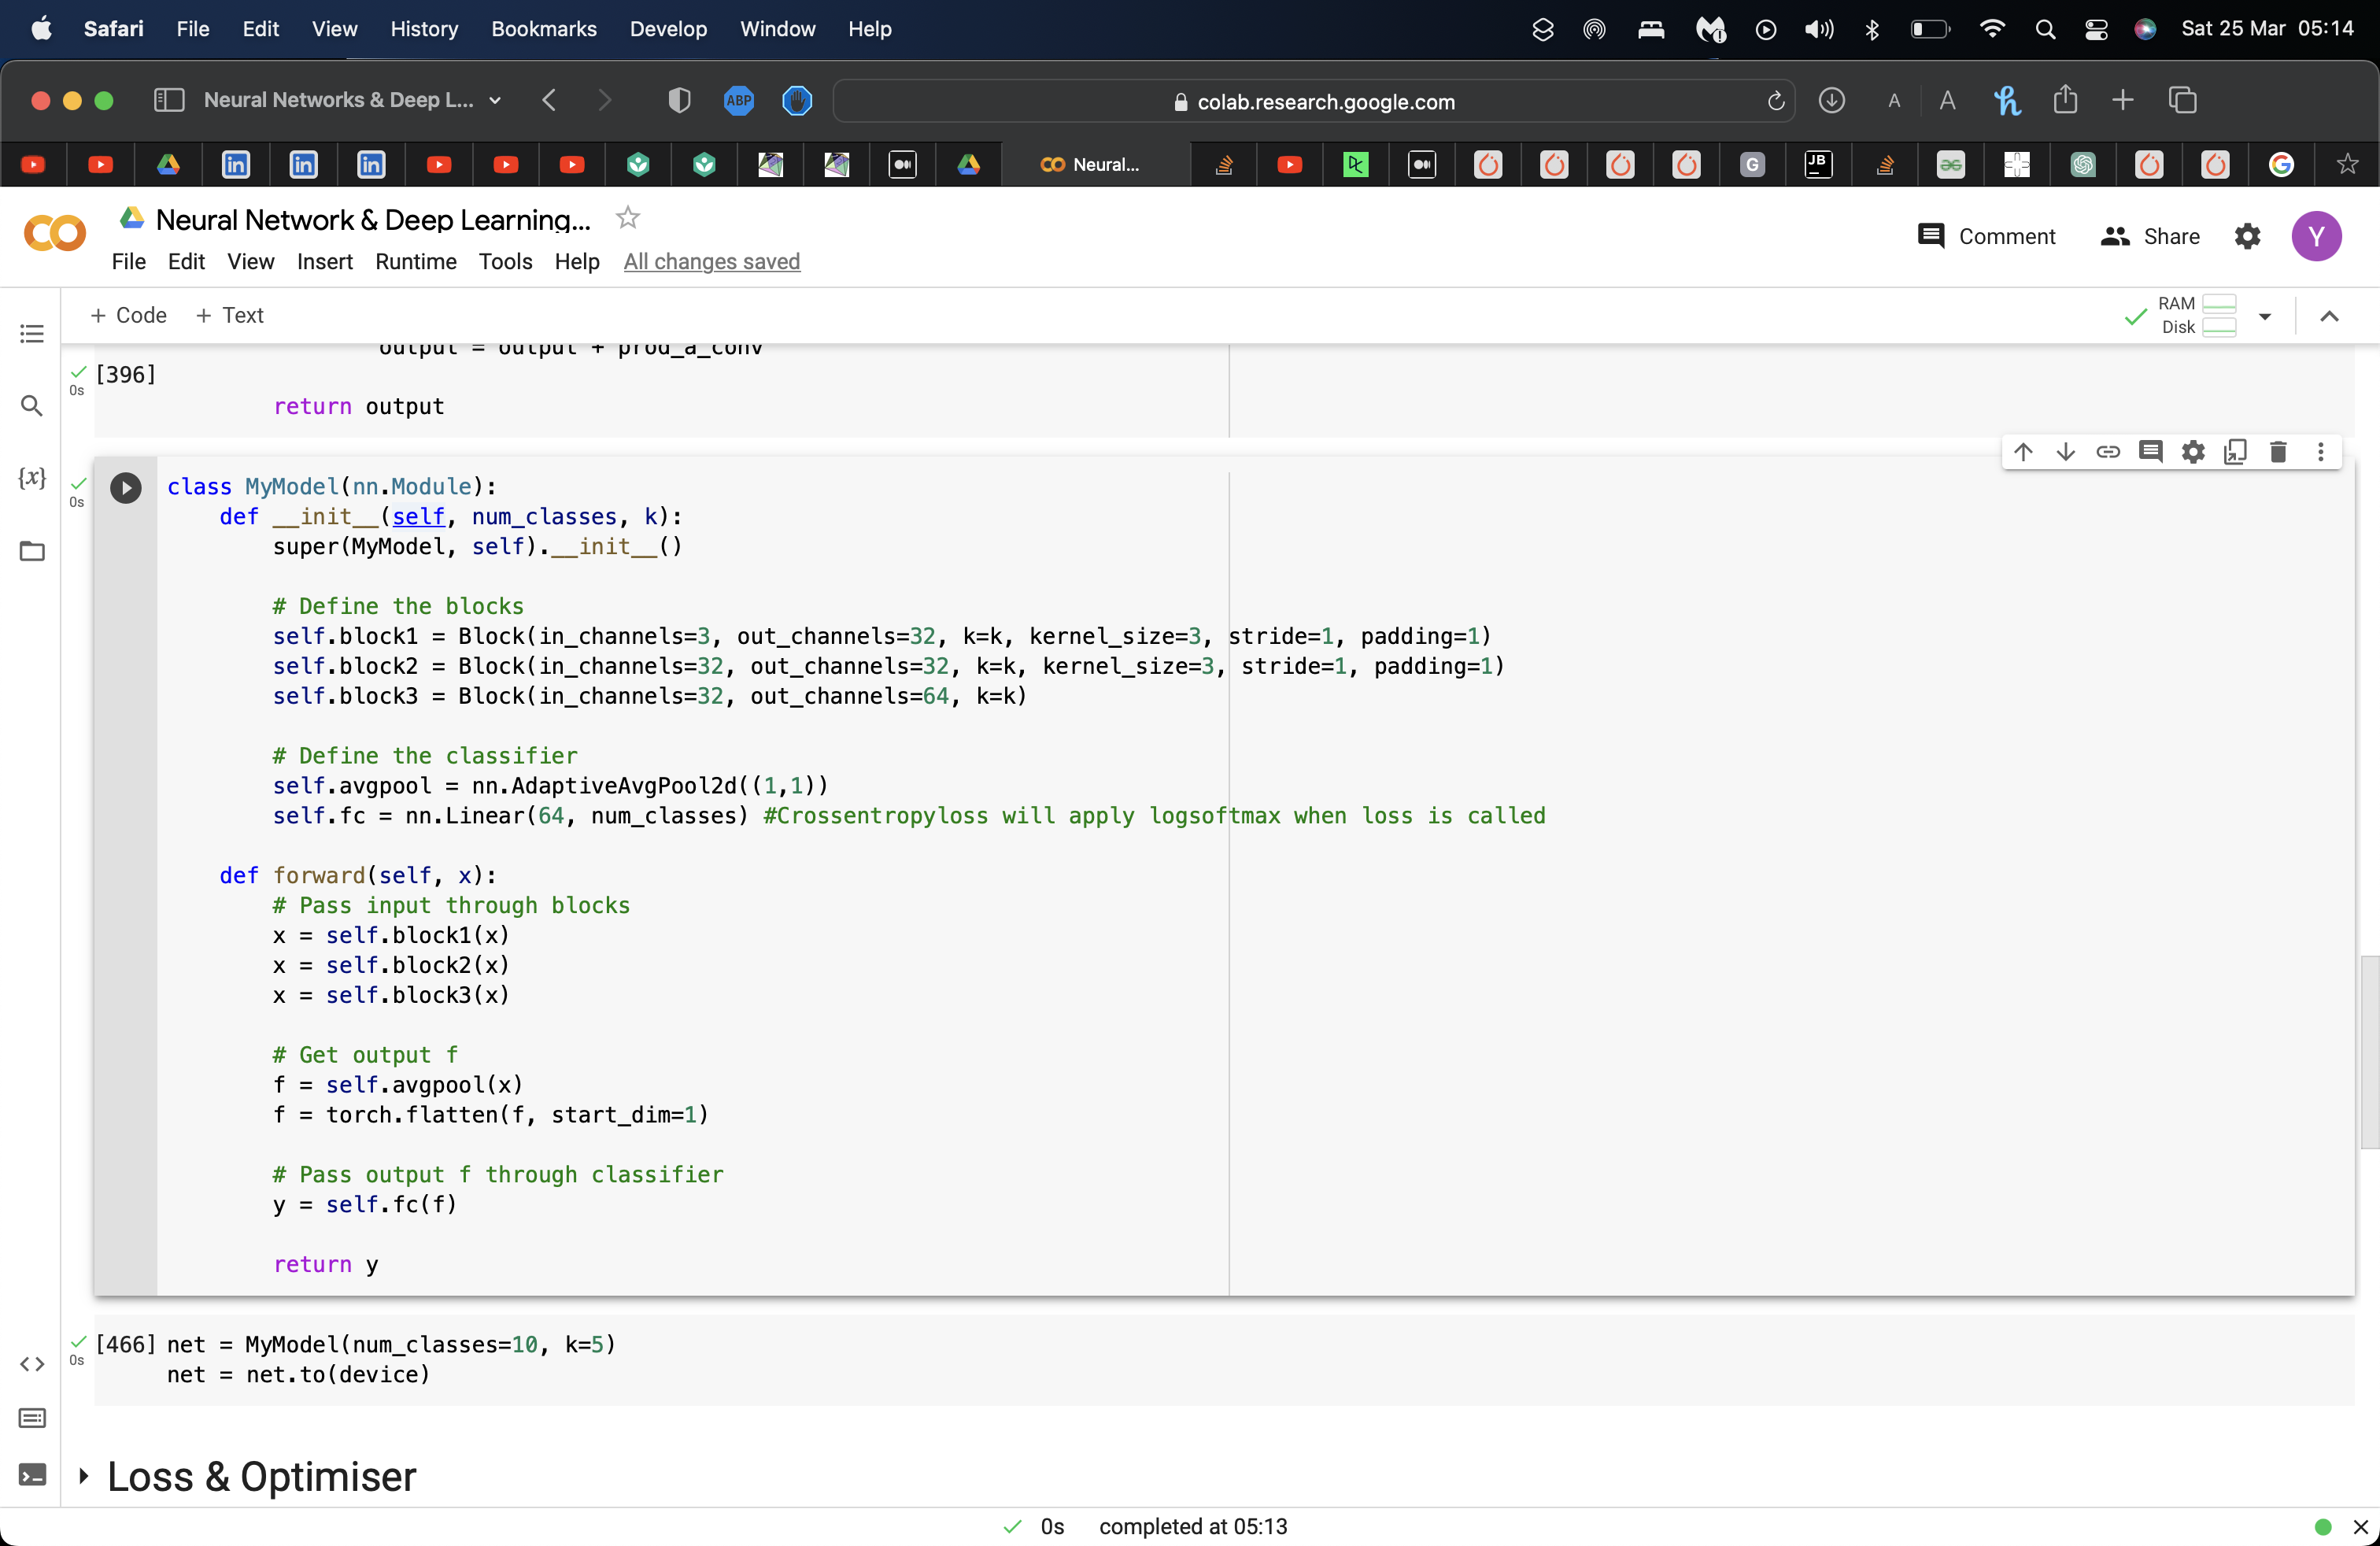 Safari File Edit View History Bookmarks Develop Window Help Sat 25 Mar 05:14
Neural Networks & Deep L... ABP colab.research.google.com A A
Neural... G JB
Neural Network & Deep Learning...
Comment Share Y
File Edit View Insert Runtime Tools Help All changes saved
+ Code + Text RAM
Disk
output = output + prod_a_conv
[396]
0s
return output
class MyModel(nn.Module):
0s
def __init__(self, num_classes, k):
super(MyModel, self).__init__()
# Define the blocks
self.block1 = Block(in_channels=3, out_channels=32, k=k, kernel_size=3, stride=1, padding=1)
self.block2 = Block(in_channels=32, out_channels=32, k=k, kernel_size=3, stride=1, padding=1)
self.block3 = Block(in_channels=32, out_channels=64, k=k)
# Define the classifier
self.avgpool = nn.AdaptiveAvgPool2d((1,1))
self.fc = nn.Linear(64, num_classes) #Crossentropyloss will apply logsoftmax when loss is called
def forward(self, x):
# Pass input through blocks
x = self.block1(x)
x = self.block2(x)
x = self.block3(x)
# Get output f
f = self.avgpool(x)
f = torch.flatten(f, start_dim=1)
# Pass output f through classifier
y = self.fc(f)
return y
[466] net = MyModel(num_classes=10, k=5)
0s
net = net.to(device)
Loss & Optimiser
0s completed at 05:13